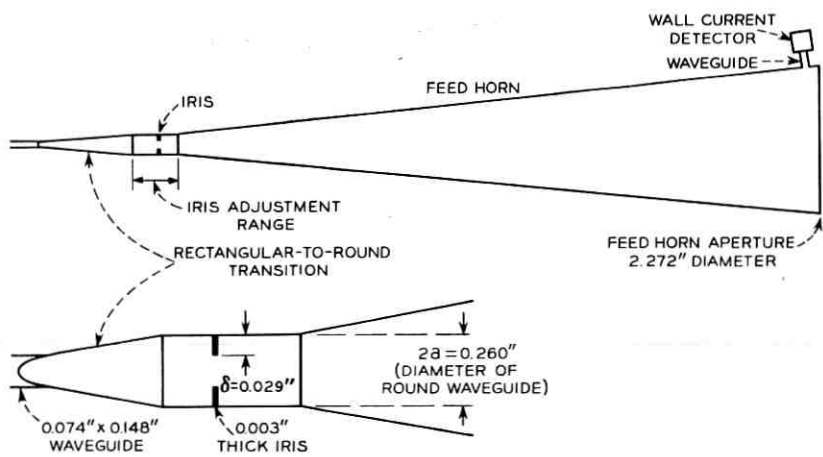 WALL CURRENT
DETECTOR
WAVEGUIDE
FEED HORN
IRIS
IRIS ADJUSTMENT
RANGE
RECTANGULAR-TO-ROUND
TRANSITION
FEED HORN APERTURE
2.272" DIAMETER
δ=0.029"
2a=0.260"
(DIAMETER OF
ROUND WAVEGUIDE)
0.074" x 0.148"
WAVEGUIDE
0.003"
THICK IRIS